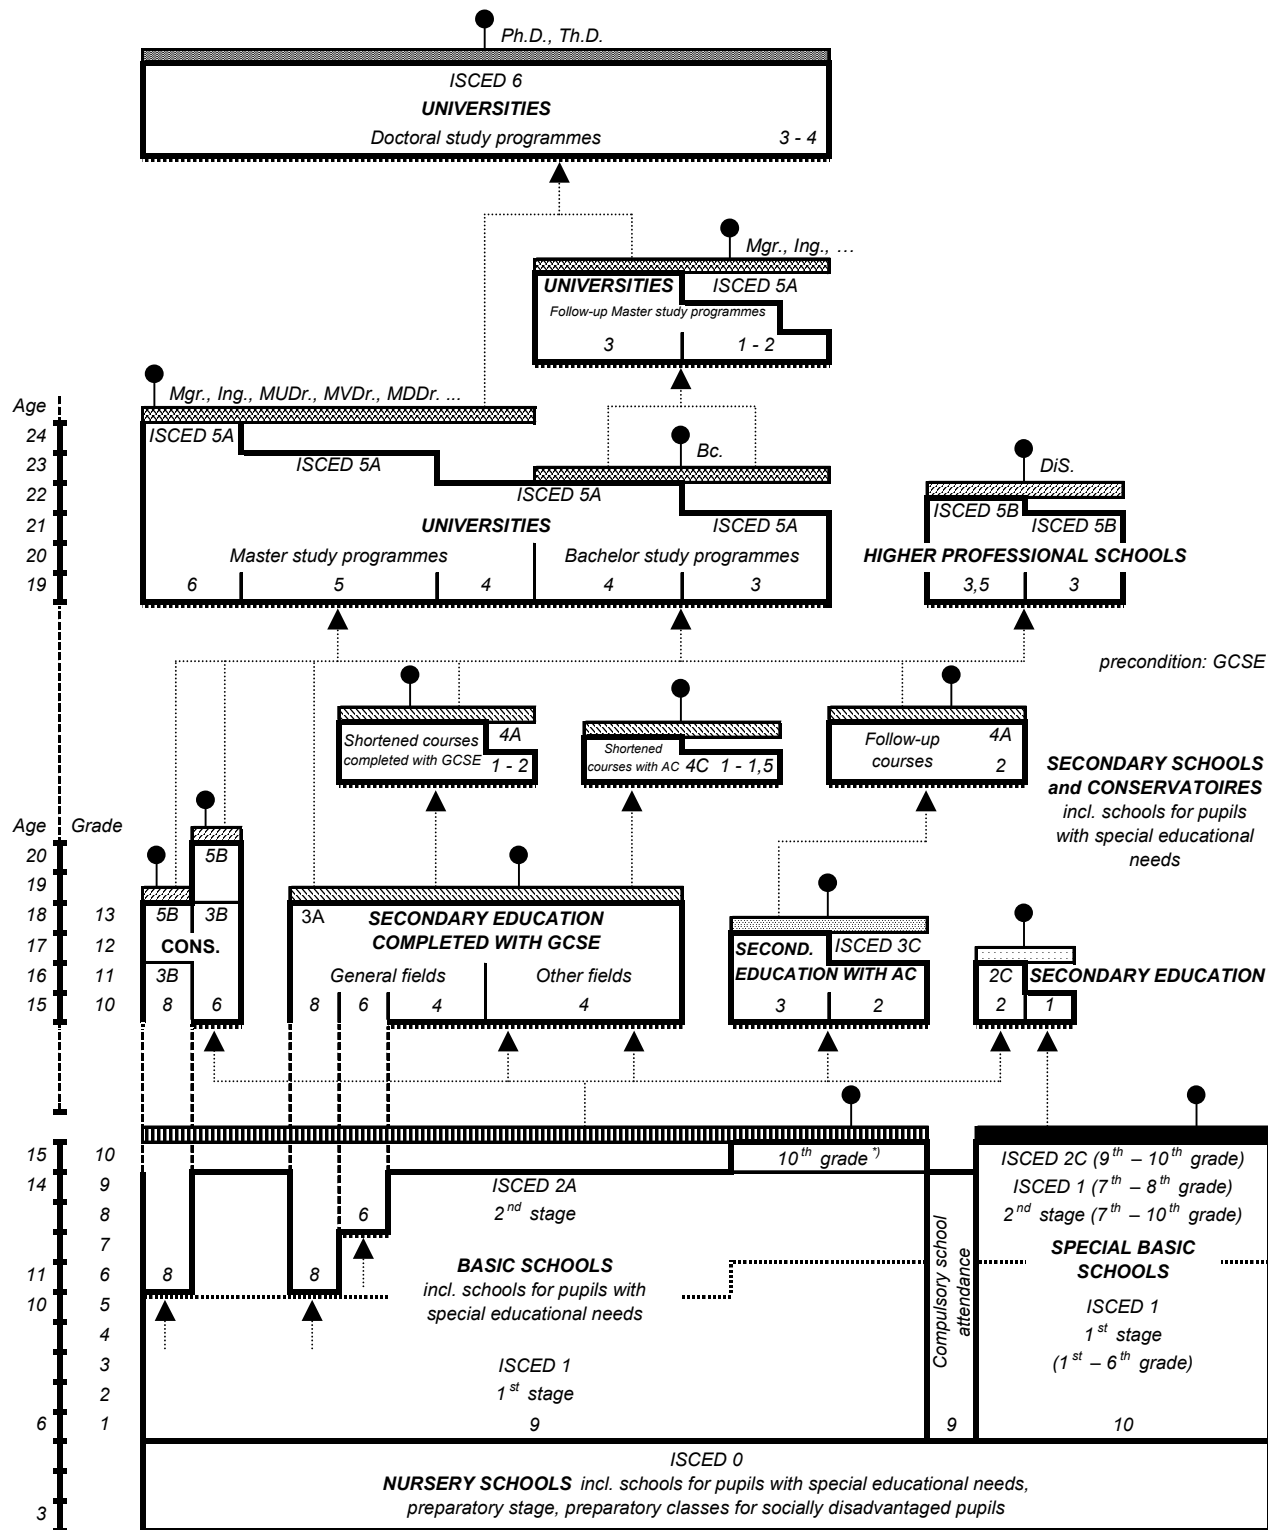 Ph.D., Th.D.
ISCED 6
UNIVERSITIES
Doctoral study programmes 3 - 4
Mgr., Ing., …
UNIVERSITIES ISCED 5A
Follow-up Master study programmes
3 1 - 2
Mgr., Ing., MUDr., MVDr., MDDr. ...
Age
24 ISCED 5A
Bc.
23 ISCED 5A
DiS.
22 ISCED 5A
ISCED 5B
21 UNIVERSITIES ISCED 5A ISCED 5B
20 Master study programmes Bachelor study programmes HIGHER PROFESSIONAL SCHOOLS
19 6 5 4 4 3 3,5 3
precondition: GCSE
Shortened courses 4A
completed with GCSE 1 - 2
Shortened
courses with AC 4C 1 - 1,5
Follow-up 4A
courses 2
SECONDARY SCHOOLS
and CONSERVATOIRES
incl. schools for pupils
with special educational
needs
Age Grade
20 5B
19
18 13 5B 3B 3A SECONDARY EDUCATION
17 12 CONS. COMPLETED WITH GCSE SECOND. ISCED 3C
16 11 3B General fields Other fields EDUCATION WITH AC 2C SECONDARY EDUCATION
15 10 8 6 8 6 4 4 3 2 2 1
15 10 10th grade *) ISCED 2C (9th – 10th grade)
14 9 ISCED 2A ISCED 1 (7th – 8th grade)
8 6 2nd stage 2nd stage (7th – 10th grade)
7
BASIC SCHOOLS SPECIAL BASIC
11 6 8 8 incl. schools for pupils with SCHOOLS
10 5 special educational needs ISCED 1
4 1st stage
3 ISCED 1 (1st – 6th grade)
2 1st stage
Compulsory school
attendance
6 1 9 9 10
ISCED 0
NURSERY SCHOOLS incl. schools for pupils with special educational needs,
3 preparatory stage, preparatory classes for socially disadvantaged pupils